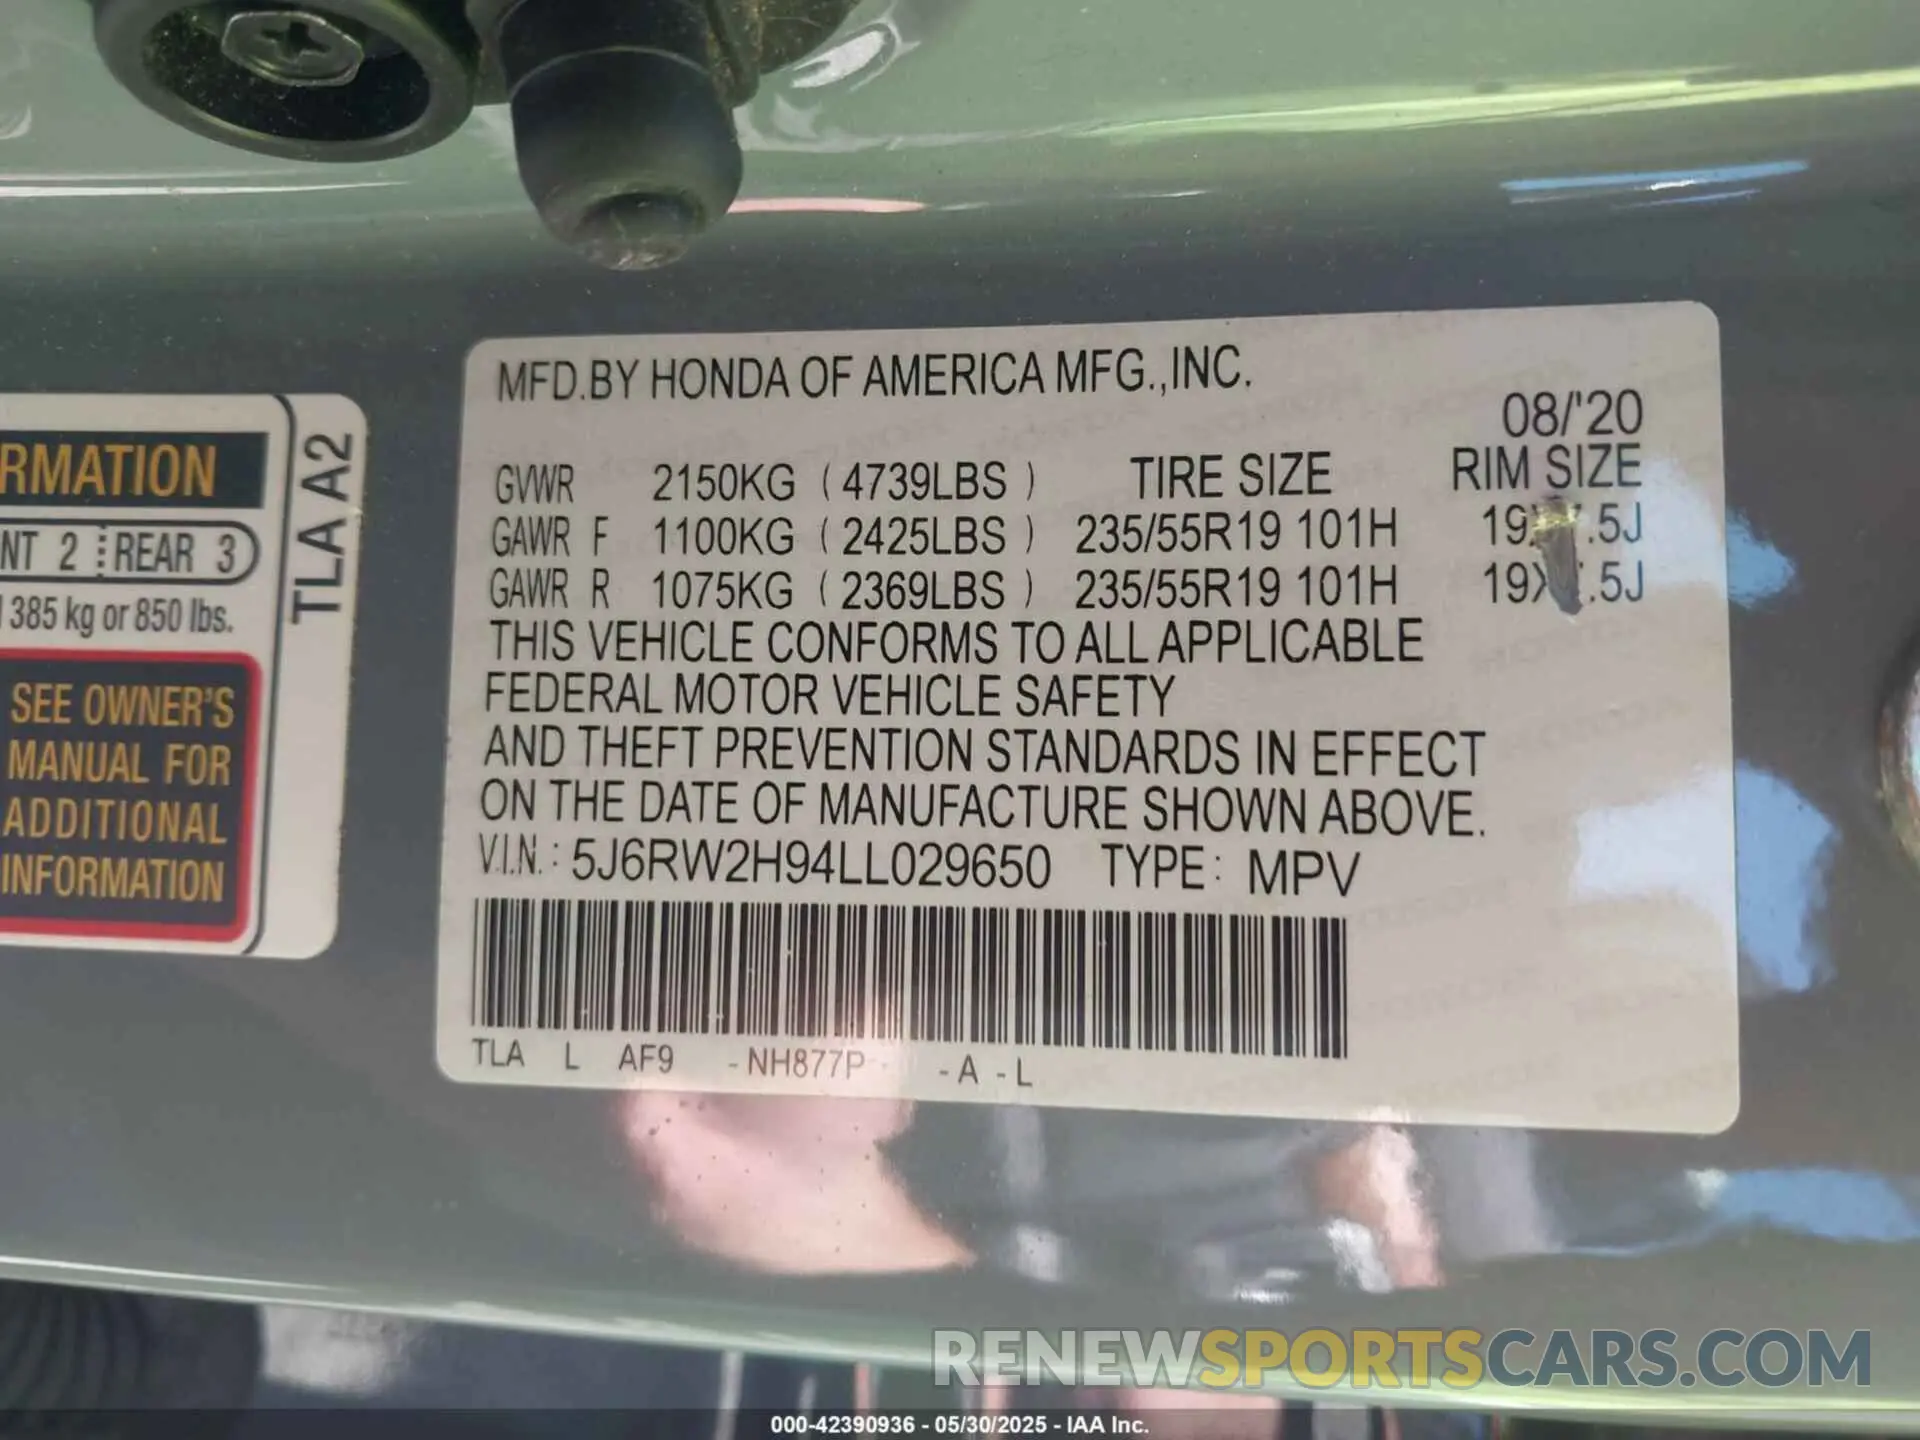 MFD.BY HONDA OF AMERICA MFG.,INC.
08/'20
GVWR 2150KG (4739LBS) TIRE SIZE RIM SIZE
GAWR F 1100KG (2425LBS) 235/55R19 101H 19X .5J
GAWR R 1075KG (2369LBS) 235/55R19 101H 19X .5J
THIS VEHICLE CONFORMS TO ALL APPLICABLE
FEDERAL MOTOR VEHICLE SAFETY
AND THEFT PREVENTION STANDARDS IN EFFECT
ON THE DATE OF MANUFACTURE SHOWN ABOVE.
V.I.N.: 5J6RW2H94LL029650 TYPE: MPV
TLA L AF9 -NH877P- -A -L
RMATION
NT 2 REAR 3
385 kg or 850 lbs.
SEE OWNER'S
MANUAL FOR
ADDITIONAL
INFORMATION
TLA A2
RENEWSPORTSCARS.COM
000-42390936 - 05/30/2025 - IAA Inc.